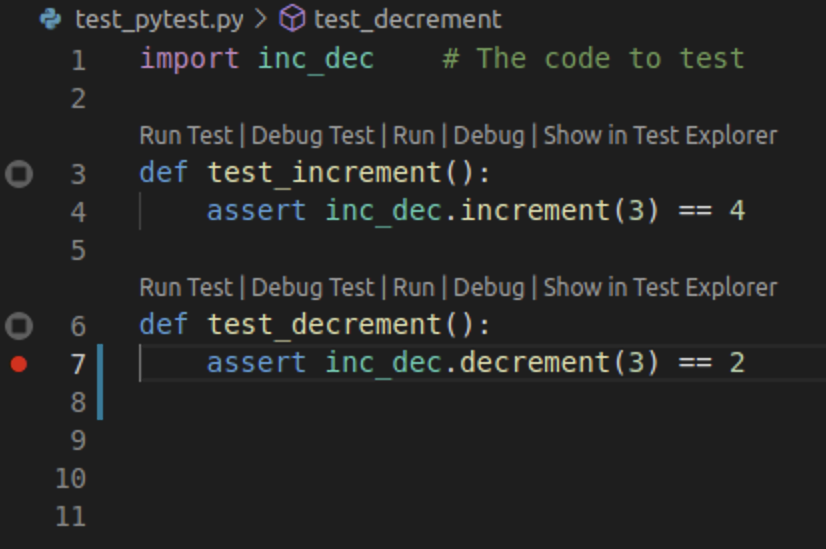 test_pytest.py > test_decrement
1 import inc_dec    # The code to test
2
Run Test | Debug Test | Run | Debug | Show in Test Explorer
3 def test_increment():
4     assert inc_dec.increment(3) == 4
5
Run Test | Debug Test | Run | Debug | Show in Test Explorer
6 def test_decrement():
7     assert inc_dec.decrement(3) == 2
8
9
10
11